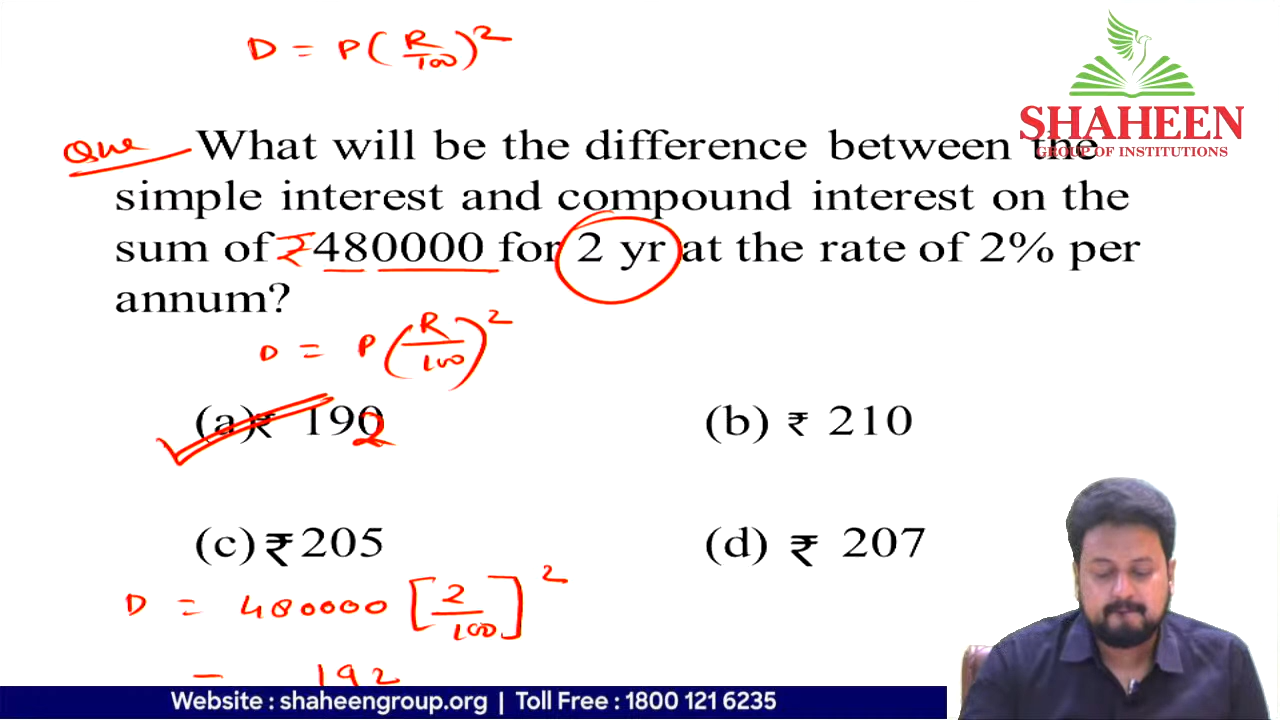 D = P(R/100)²
SHAHEEN
GROUP OF INSTITUTIONS
Que What will be the difference between the
simple interest and compound interest on the
sum of ₹480000 for 2 yr at the rate of 2% per
annum?
D = P(R/100)²
(a) ₹ 192 (b) ₹ 210
(c) ₹ 205 (d) ₹ 207
D = 480000 [2/100]²
= 192
Website : shaheengroup.org | Toll Free : 1800 121 6235